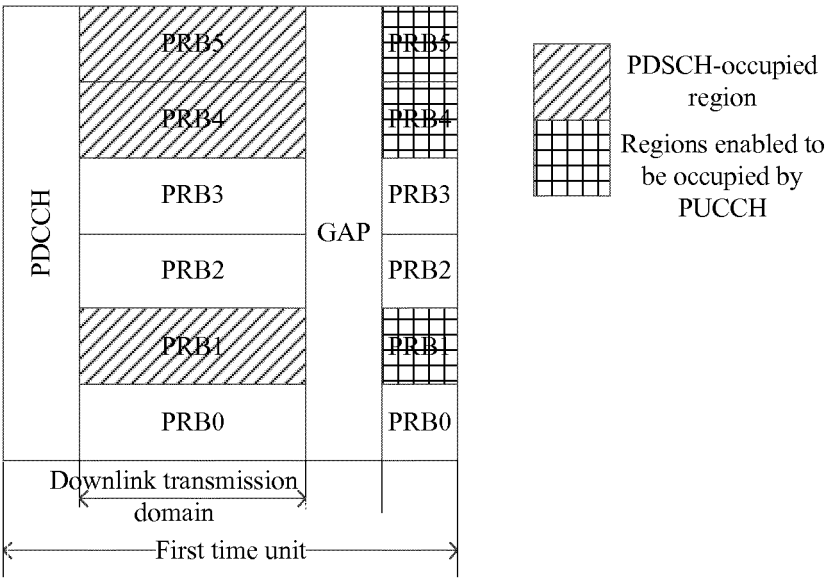 PRB5 PRB5
PRB4 PRB4
PRB3 PRB3
PDCCH
GAP
PRB2 PRB2
PRB1 PRB1
PRB0 PRB0
Downlink transmission
domain
First time unit
PDSCH-occupied
region
Regions enabled to
be occupied by
PUCCH